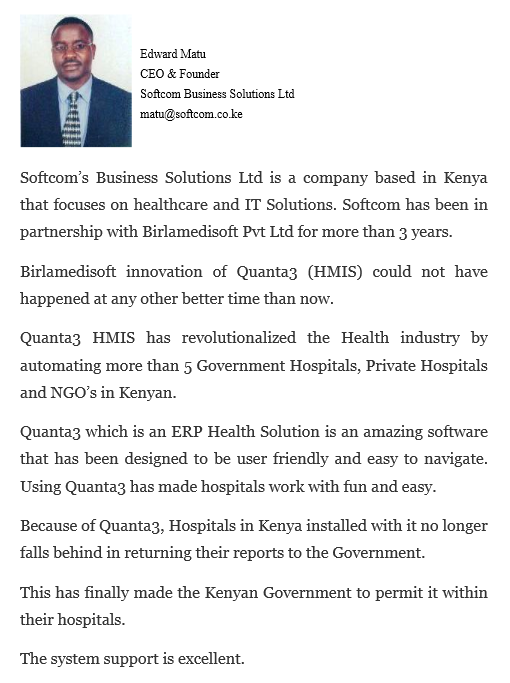 Edward Matu
CEO & Founder
Softcom Business Solutions Ltd
matu@softcom.co.ke
Softcom’s Business Solutions Ltd is a company based in Kenya
that focuses on healthcare and IT Solutions. Softcom has been in
partnership with Birlamedisoft Pvt Ltd for more than 3 years.
Birlamedisoft innovation of Quanta3 (HMIS) could not have
happened at any other better time than now.
Quanta3 HMIS has revolutionalized the Health industry by
automating more than 5 Government Hospitals, Private Hospitals
and NGO’s in Kenyan.
Quanta3 which is an ERP Health Solution is an amazing software
that has been designed to be user friendly and easy to navigate.
Using Quanta3 has made hospitals work with fun and easy.
Because of Quanta3, Hospitals in Kenya installed with it no longer
falls behind in returning their reports to the Government.
This has finally made the Kenyan Government to permit it within
their hospitals.
The system support is excellent.